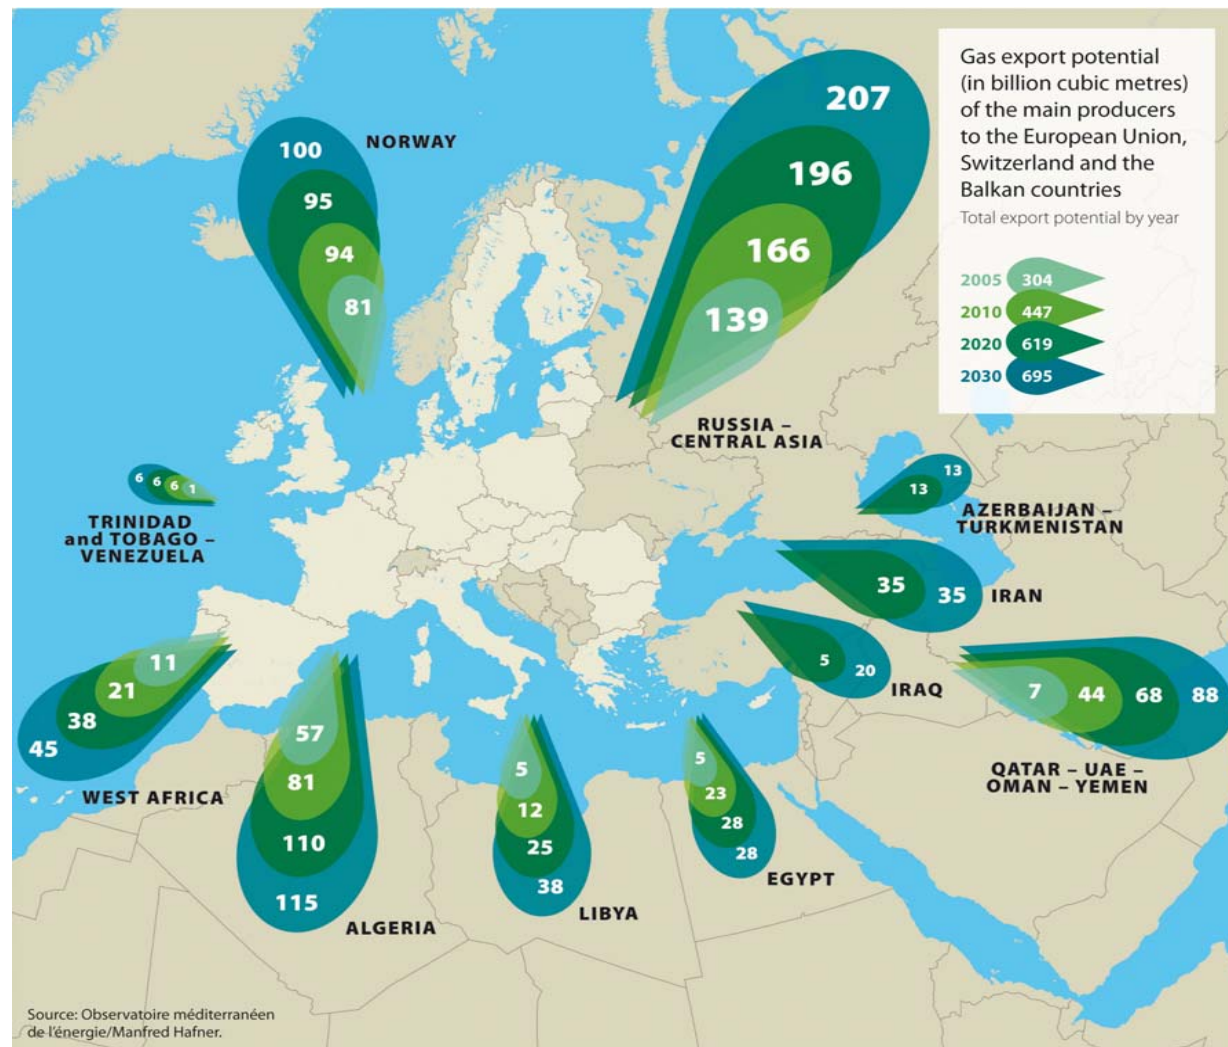 Gas export potential
(in billion cubic metres)
of the main producers
to the European Union,
Switzerland and the
Balkan countries
Total export potential by year
2005 304
2010 447
2020 619
2030 695
NORWAY
100
95
94
81
207
196
166
139
RUSSIA –
CENTRAL ASIA
6 6 6 1
TRINIDAD
and TOBAGO –
VENEZUELA
13
13
AZERBAIJAN –
TURKMENISTAN
35 35
IRAN
5 20
IRAQ
7 44 68 88
QATAR – UAE –
OMAN – YEMEN
11
21
38
45
WEST AFRICA
57
81
110
115
ALGERIA
5
12
25
38
LIBYA
5
23
28
28
EGYPT
Source: Observatoire méditerranéen
de l'énergie/Manfred Hafner.